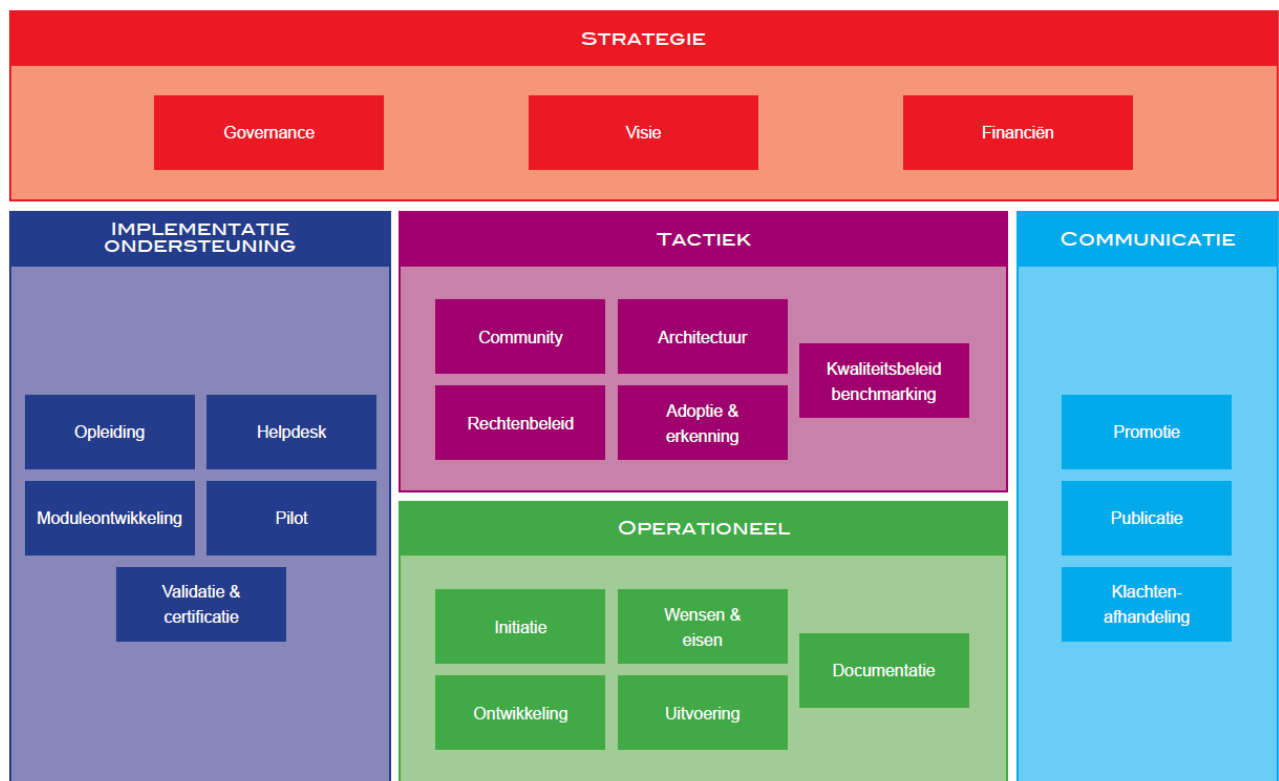 STRATEGIE
Governance
Visie
Financiën
IMPLEMENTATIE
ONDERSTEUNING
Opleiding
Helpdesk
Moduleontwikkeling
Pilot
Validatie &
certificatie
TACTIEK
Community
Architectuur
Rechtenbeleid
Adoptie &
erkenning
Kwaliteitsbeleid
benchmarking
OPERATIONEEL
Initiatie
Wensen &
eisen
Ontwikkeling
Uitvoering
Documentatie
COMMUNICATIE
Promotie
Publicatie
Klachten-
afhandeling